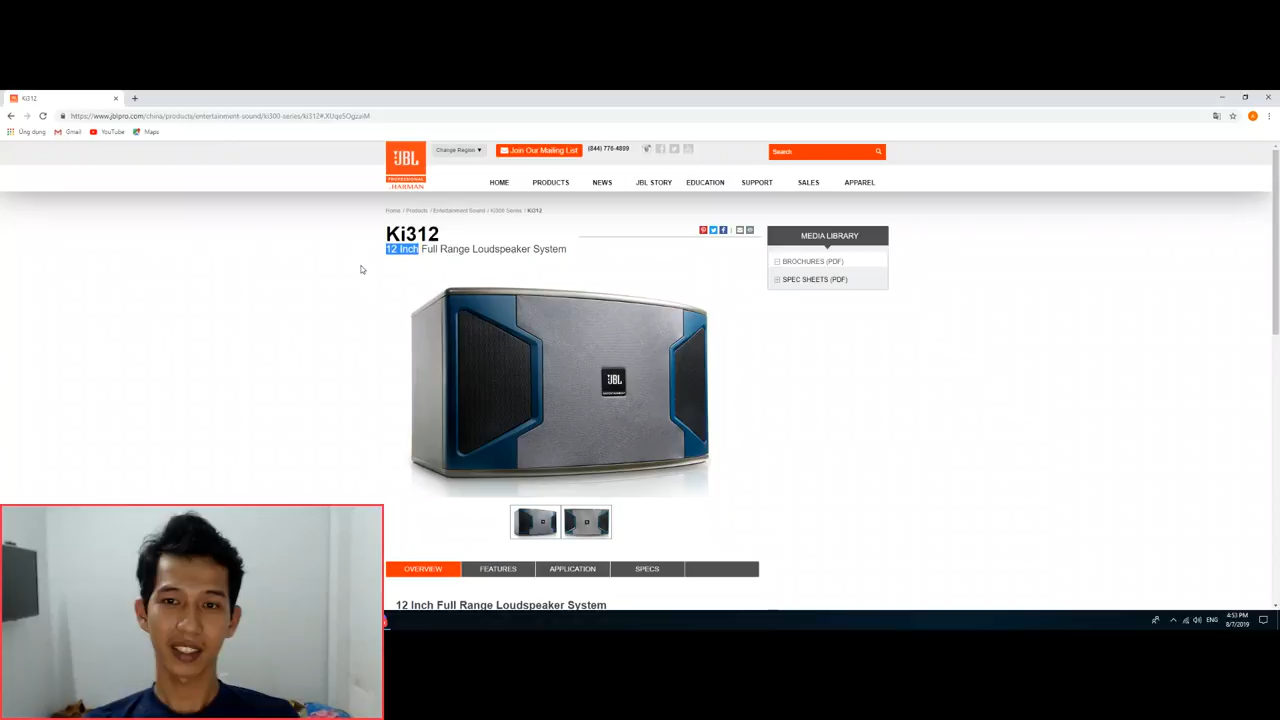 Ki312
https://www.jblpro.com/china/products/entertainment-sound/ki300-series/ki312#.XUqeSOgzaiM
Ứng dụng Gmail YouTube Maps
JBL
PROFESSIONAL
by HARMAN
Change Region ▼
Join Our Mailing List
(844) 776-4899
Search
HOME PRODUCTS NEWS JBL STORY EDUCATION SUPPORT SALES APPAREL
Home / Products / Entertainment Sound / Ki300 Series / Ki312
Ki312
12 Inch Full Range Loudspeaker System
MEDIA LIBRARY
BROCHURES (PDF)
SPEC SHEETS (PDF)
JBL
OVERVIEW FEATURES APPLICATION SPECS
12 Inch Full Range Loudspeaker System
ENG
4:53 PM
8/7/2019